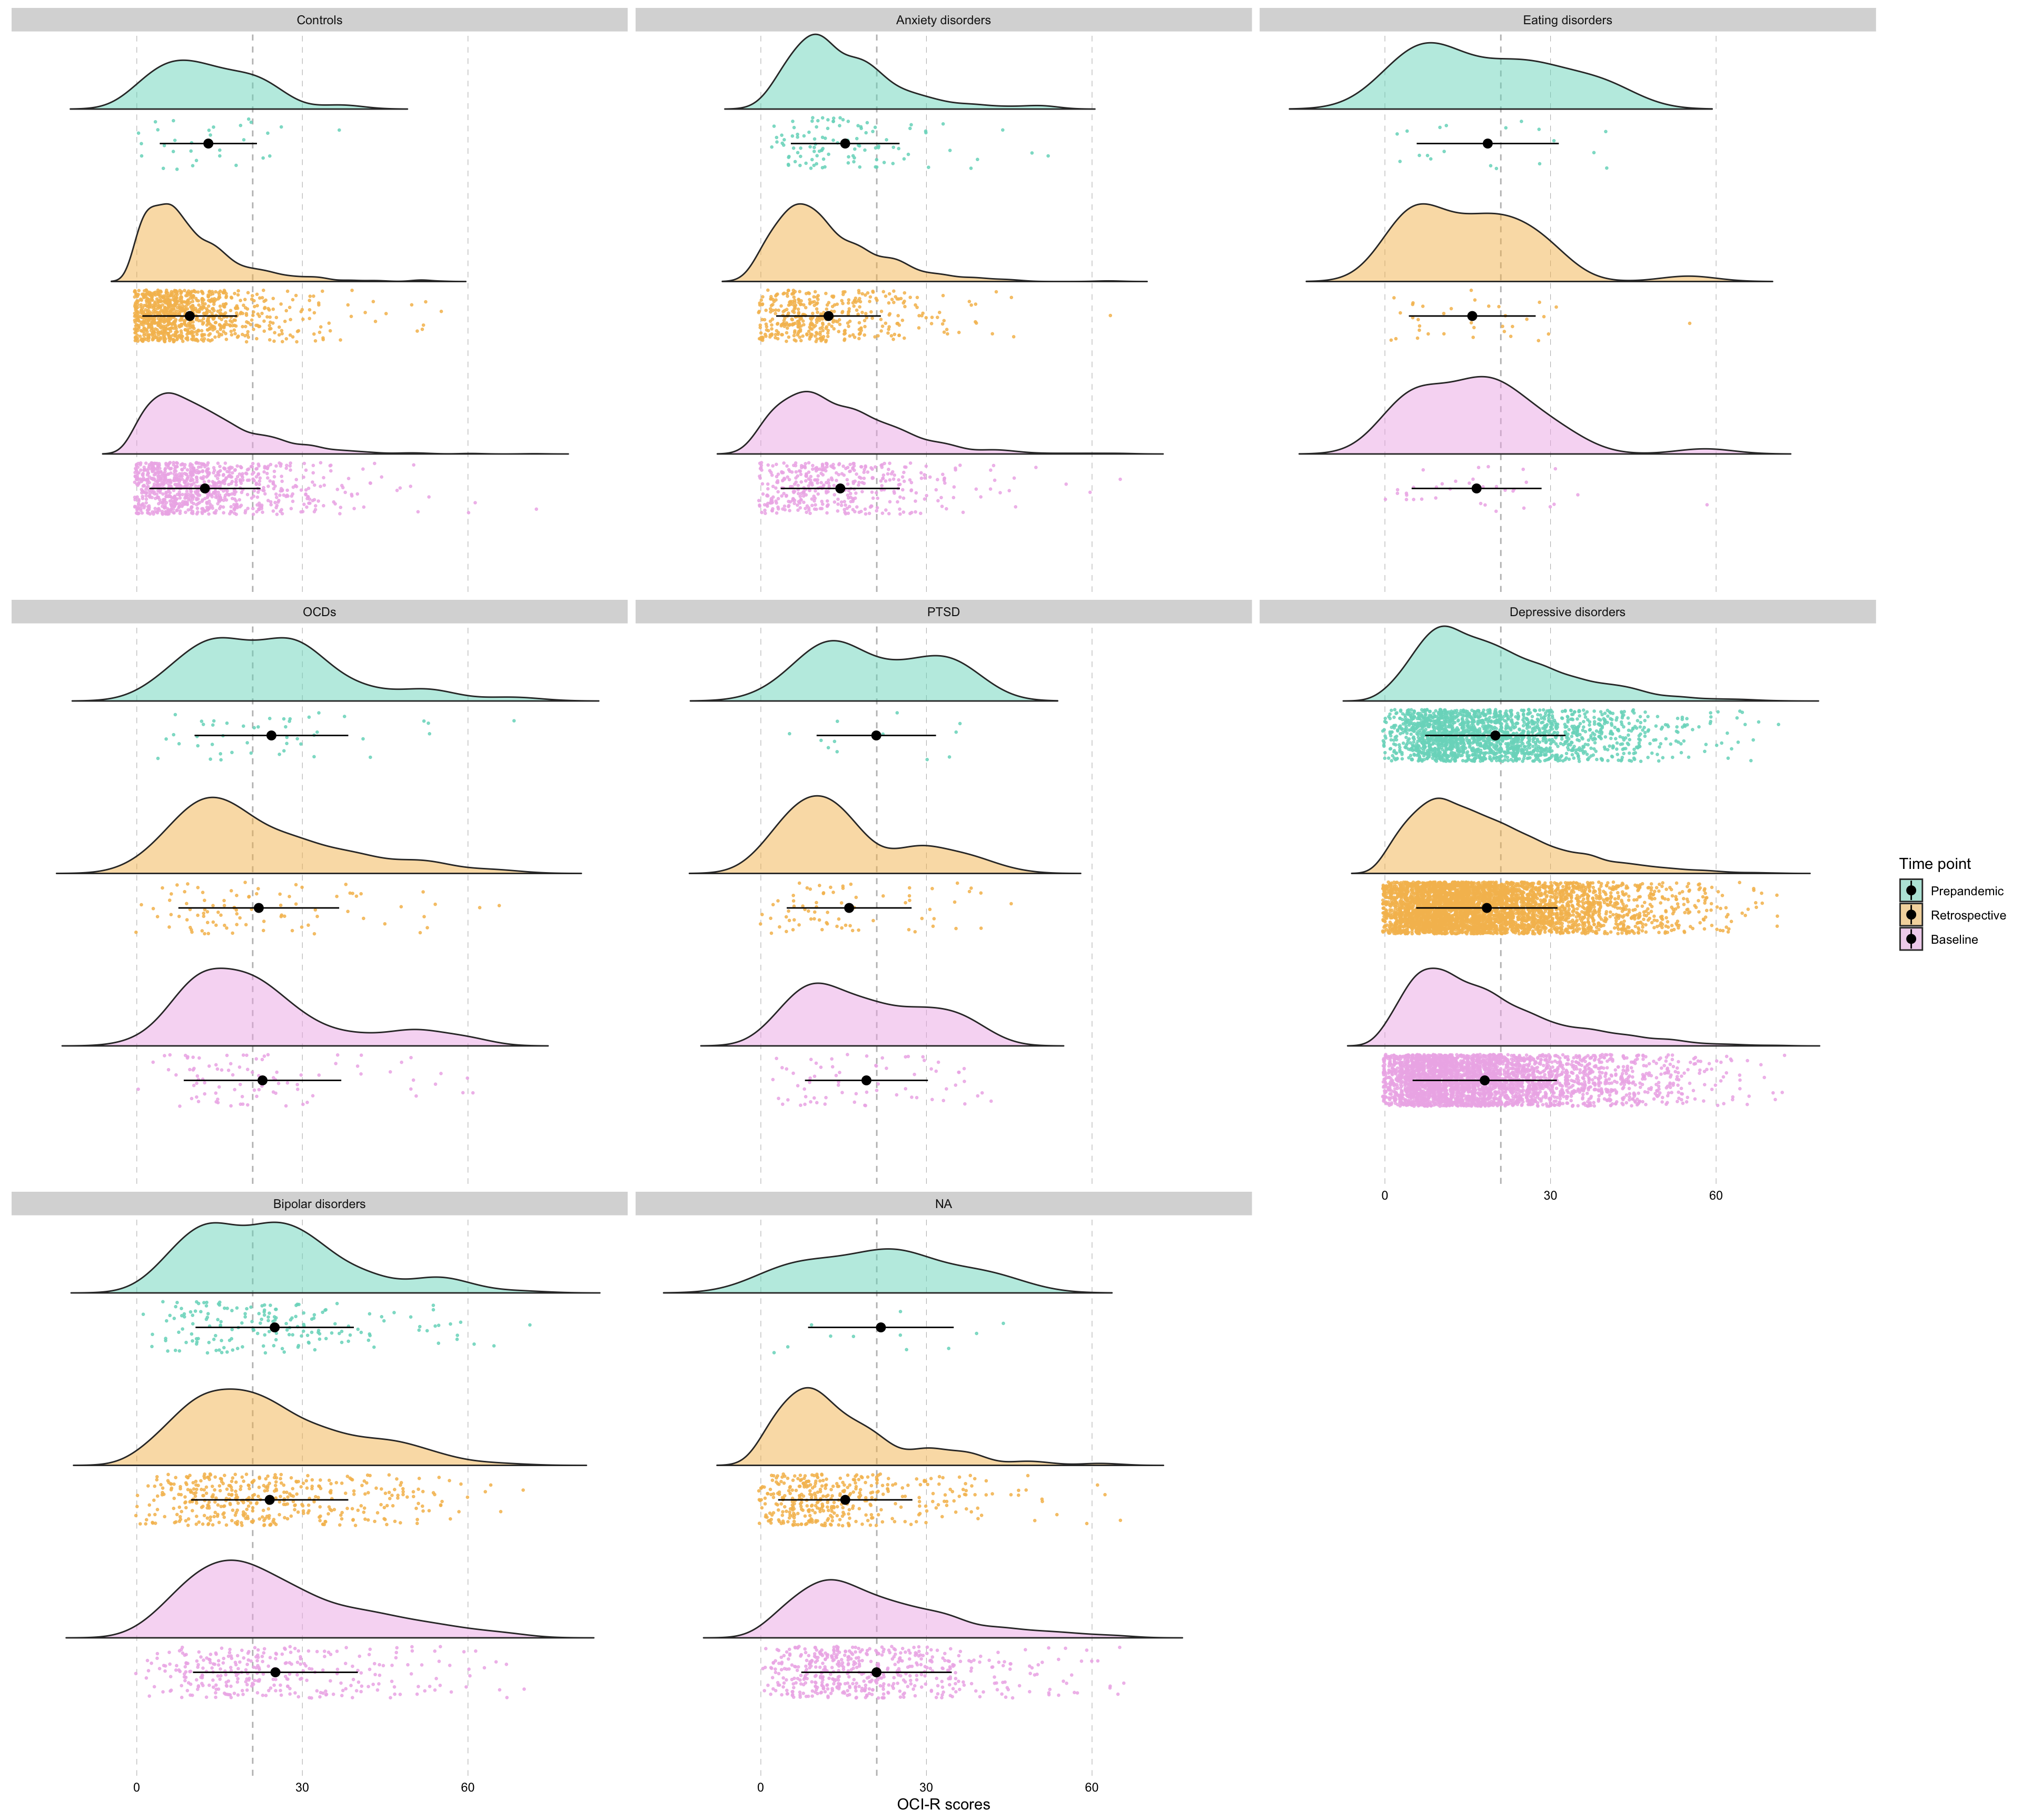 Controls
Anxiety disorders
Eating disorders
OCDs
PTSD
Depressive disorders
Time point
Prepandemic
Retrospective
Baseline
0 30 60
Bipolar disorders
NA
0 30 60
0 30 60
OCI-R scores